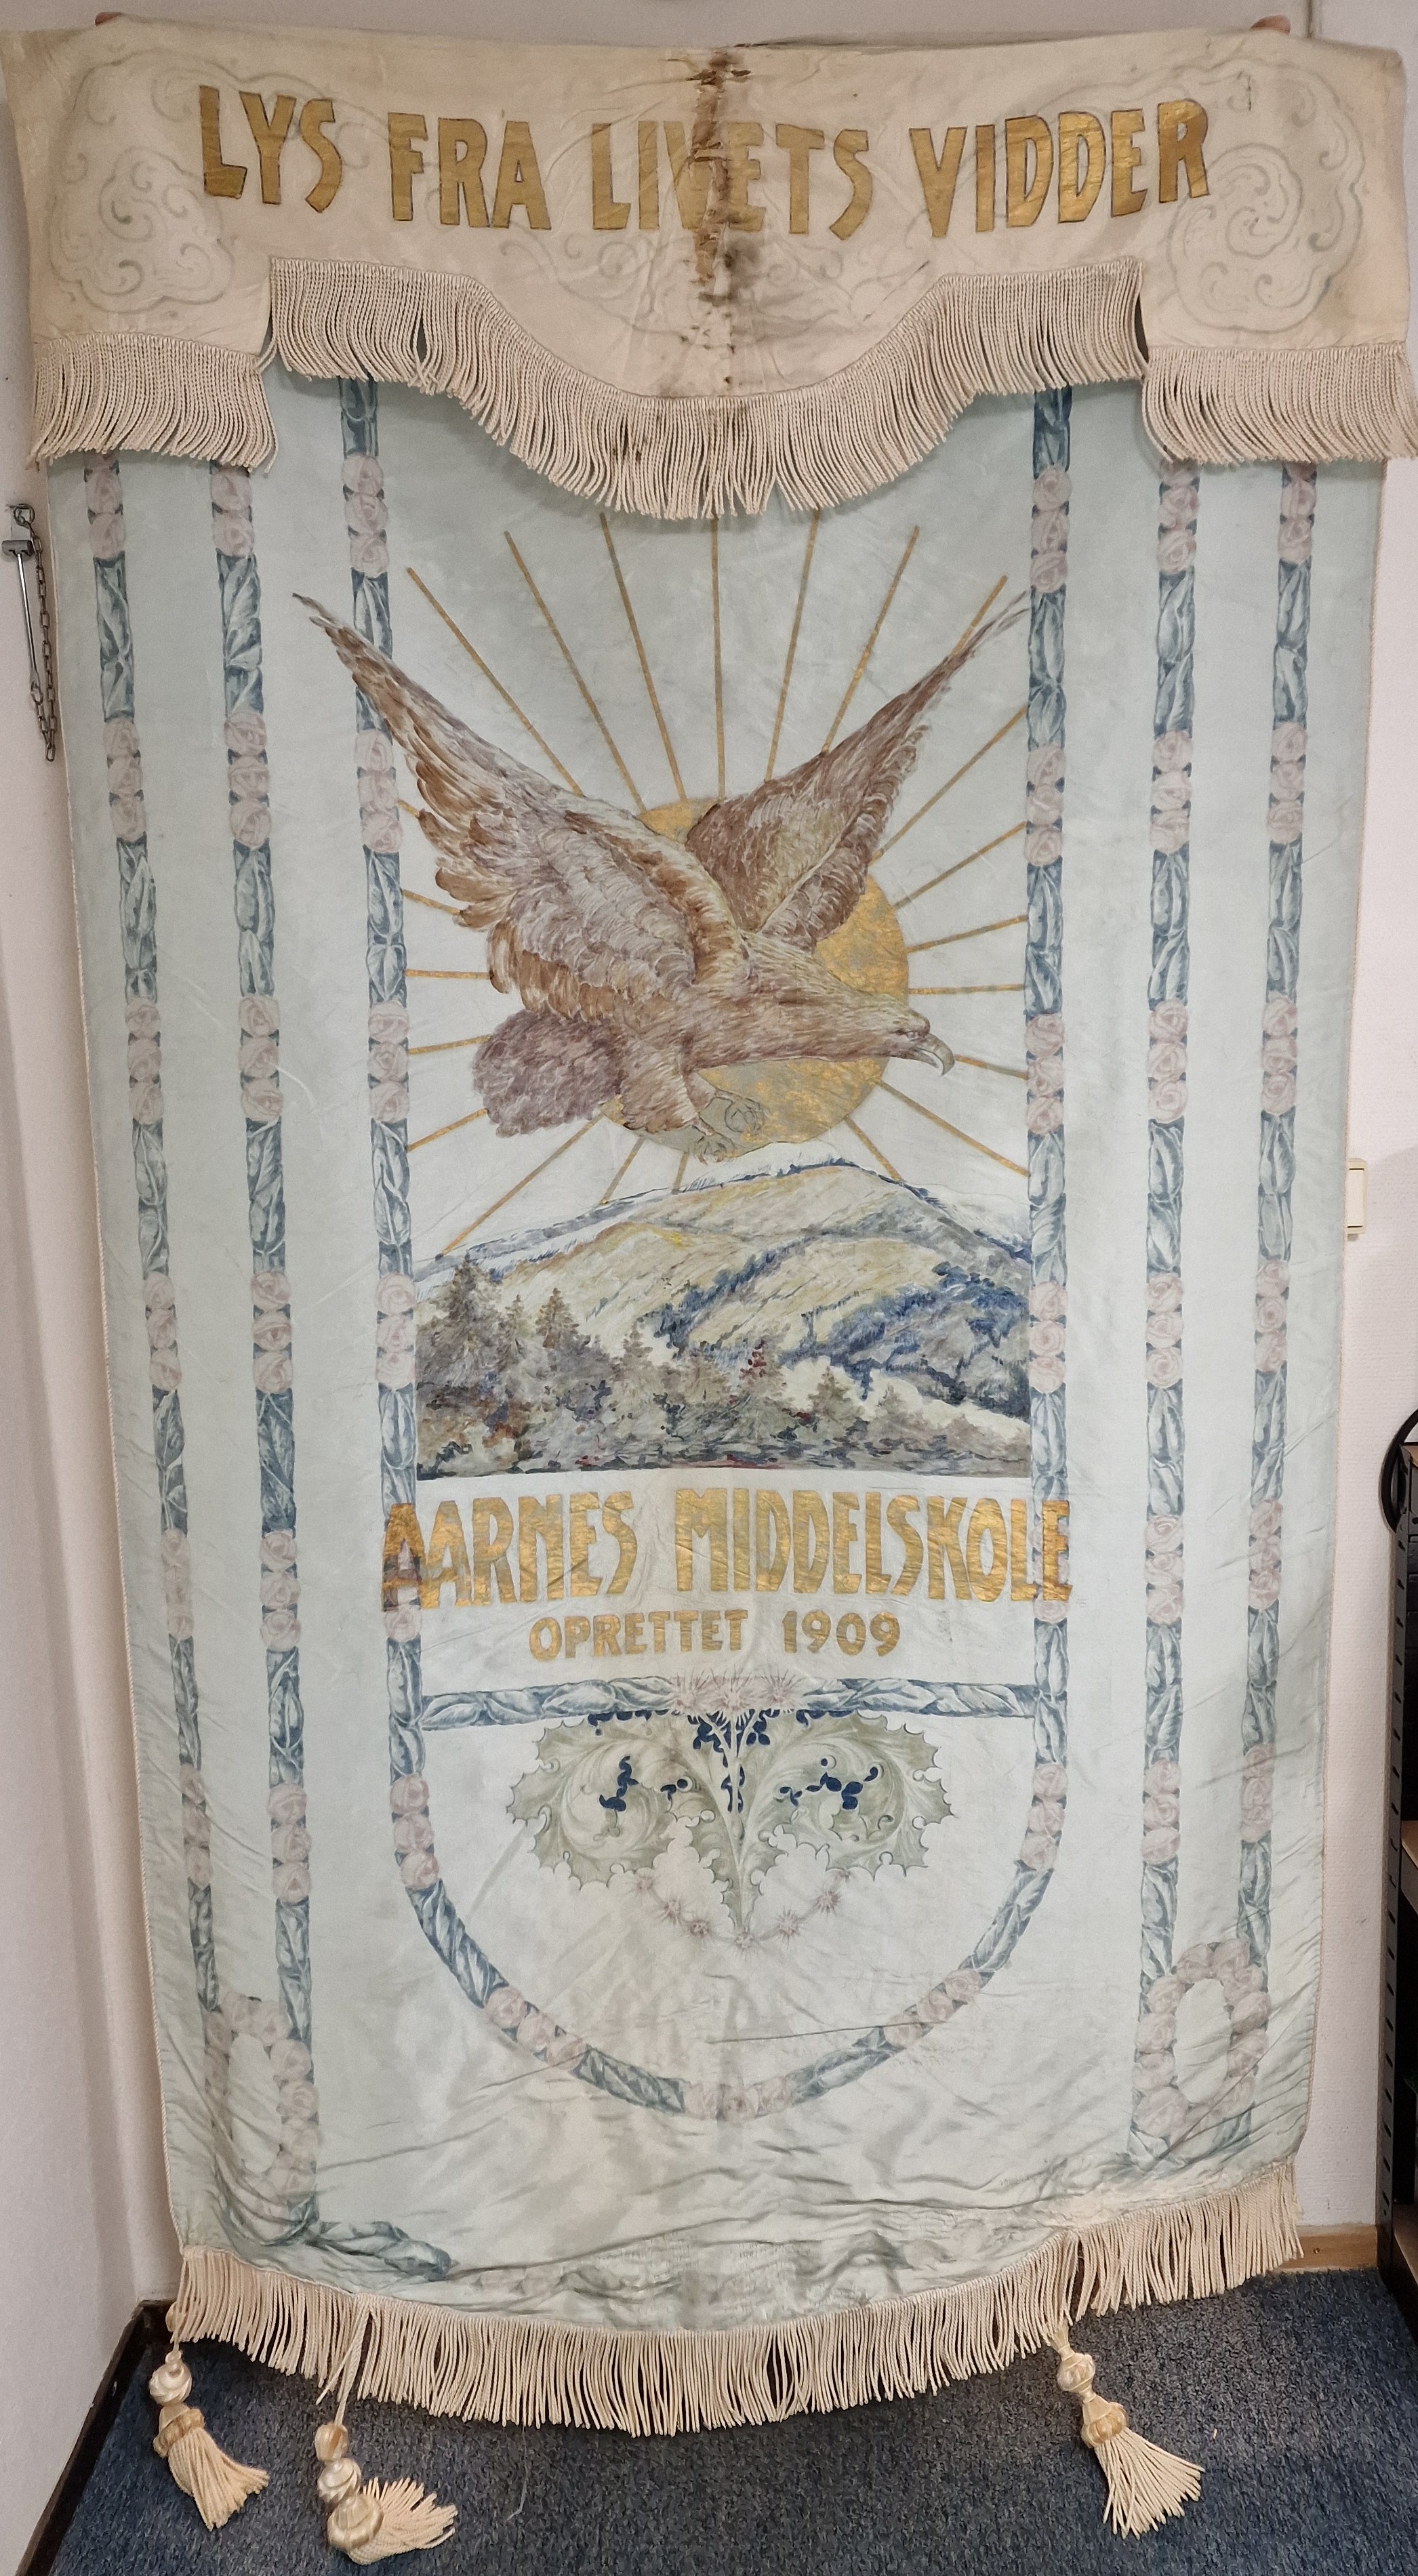 LYS FRA LIVETS VIDDER
AARNES MIDDELSKOLE
OPRETTET 1909